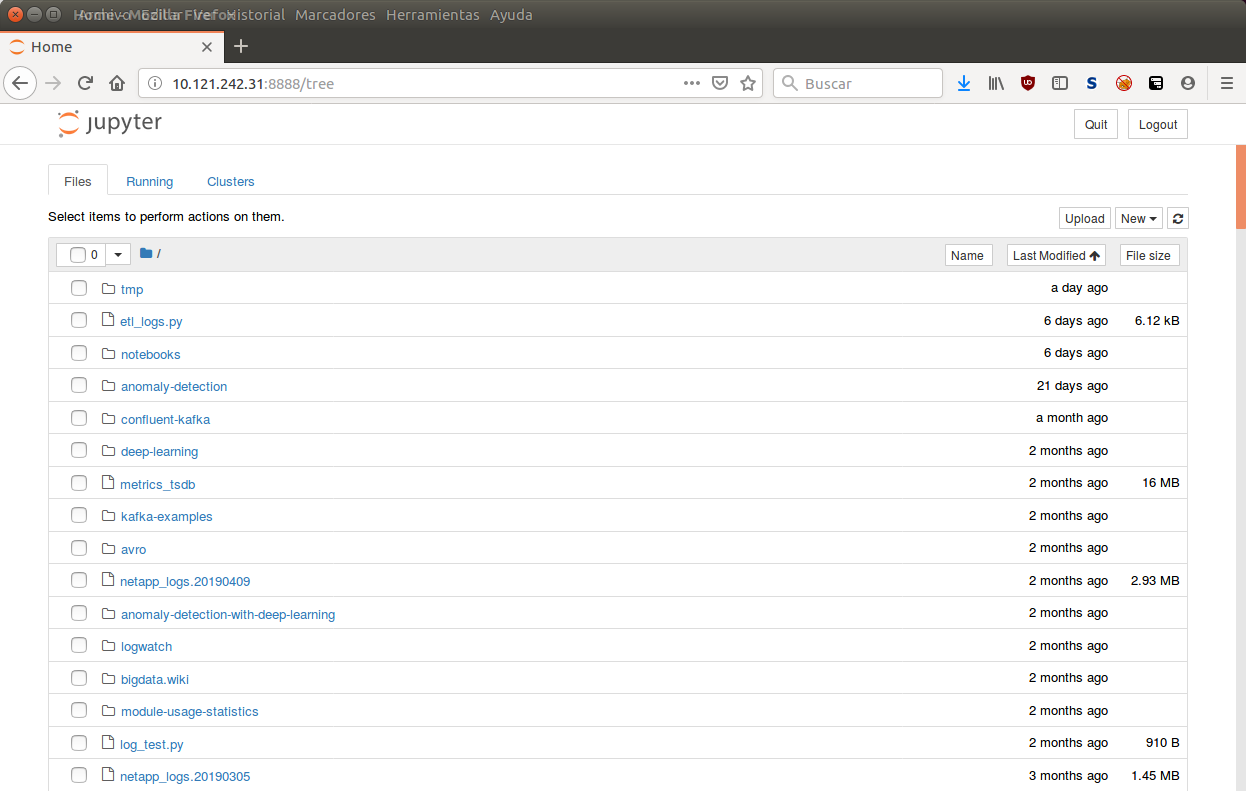 Archivo Editar Ver Historial Marcadores Herramientas Ayuda
Home
10.121.242.31:8888/tree
Buscar
jupyter
Quit
Logout
Files
Running
Clusters
Select items to perform actions on them.
Upload
New
0
/
Name
Last Modified
File size
tmp a day ago
etl_logs.py 6 days ago 6.12 kB
notebooks 6 days ago
anomaly-detection 21 days ago
confluent-kafka a month ago
deep-learning 2 months ago
metrics_tsdb 2 months ago 16 MB
kafka-examples 2 months ago
avro 2 months ago
netapp_logs.20190409 2 months ago 2.93 MB
anomaly-detection-with-deep-learning 2 months ago
logwatch 2 months ago
bigdata.wiki 2 months ago
module-usage-statistics 2 months ago
log_test.py 2 months ago 910 B
netapp_logs.20190305 3 months ago 1.45 MB